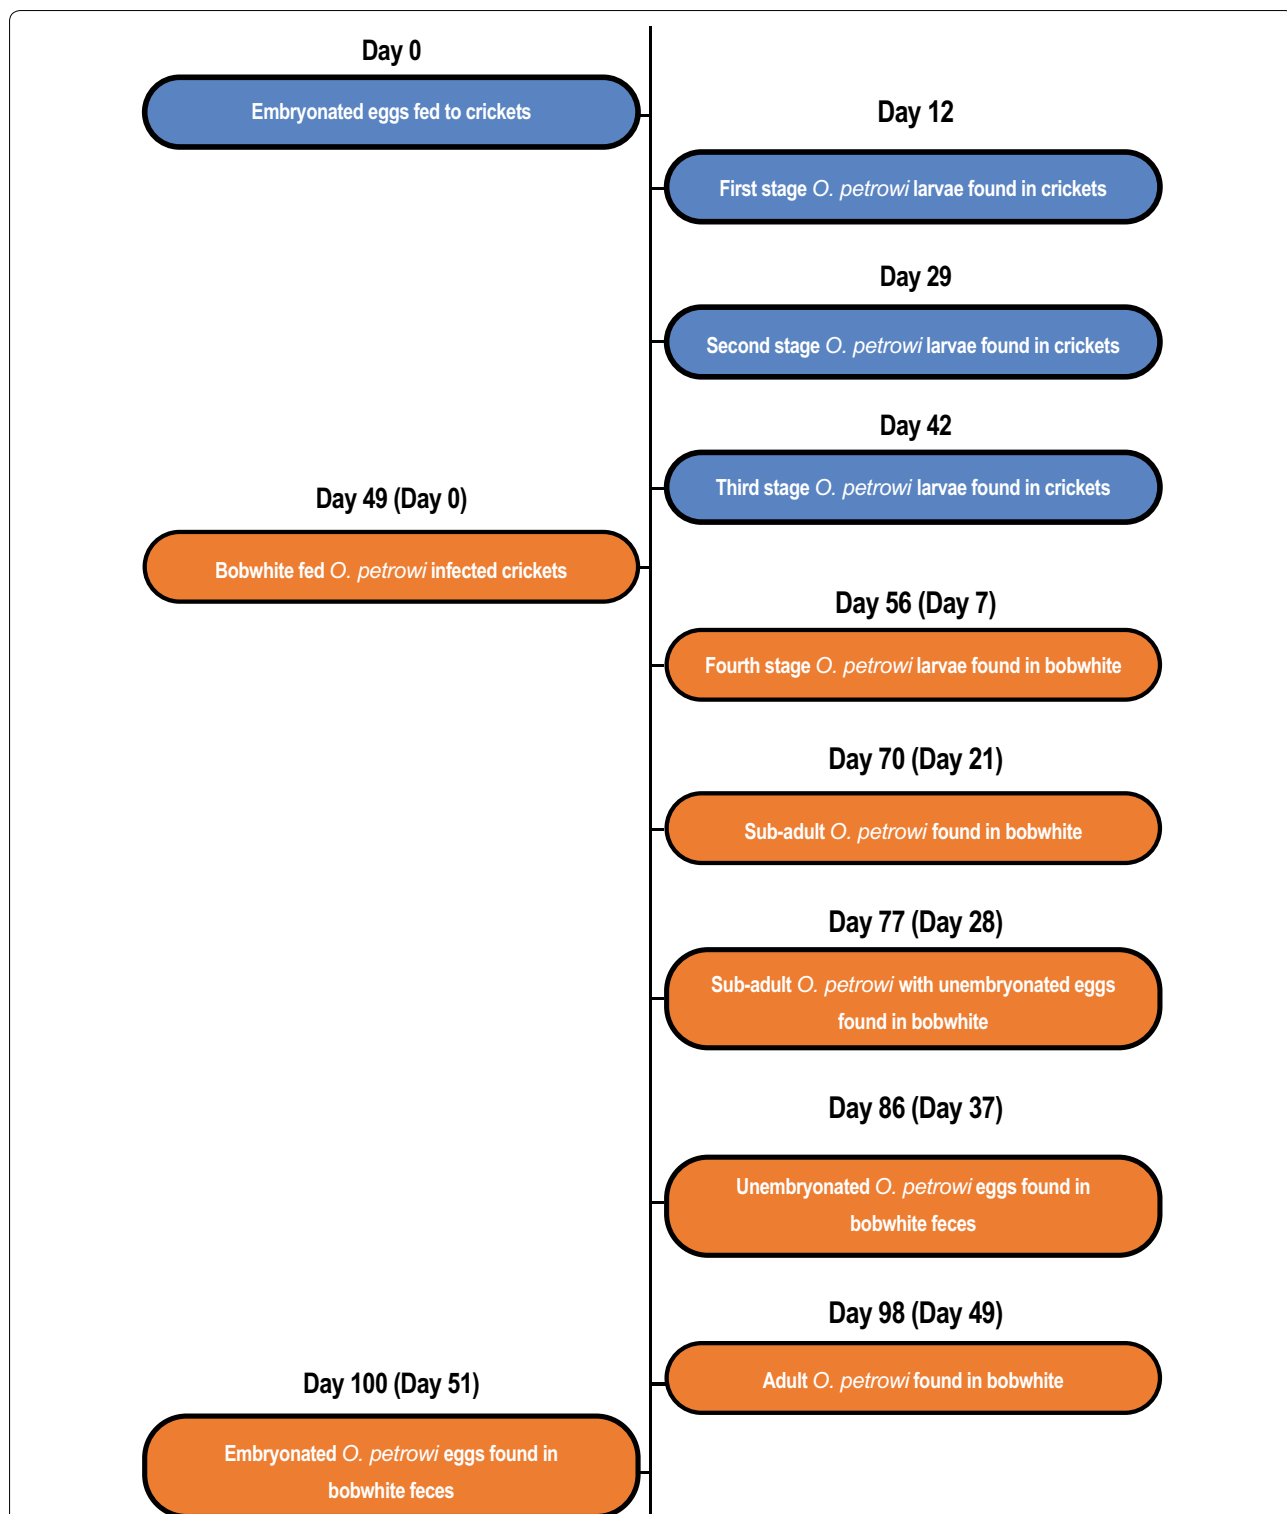 Day 0
Embryonated eggs fed to crickets
Day 12
First stage O. petrowi larvae found in crickets
Day 29
Second stage O. petrowi larvae found in crickets
Day 42
Third stage O. petrowi larvae found in crickets
Day 49 (Day 0)
Bobwhite fed O. petrowi infected crickets
Day 56 (Day 7)
Fourth stage O. petrowi larvae found in bobwhite
Day 70 (Day 21)
Sub-adult O. petrowi found in bobwhite
Day 77 (Day 28)
Sub-adult O. petrowi with unembryonated eggs
found in bobwhite
Day 86 (Day 37)
Unembryonated O. petrowi eggs found in
bobwhite feces
Day 98 (Day 49)
Adult O. petrowi found in bobwhite
Day 100 (Day 51)
Embryonated O. petrowi eggs found in
bobwhite feces